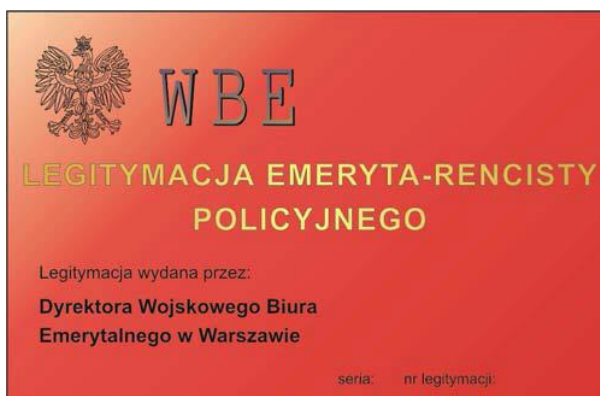 WBE
LEGITYMACJA EMERYTA-RENCISTY
POLICYJNEGO
Legitymacja wydana przez:
Dyrektora Wojskowego Biura
Emerytalnego w Warszawie
seria: nr legitymacji: